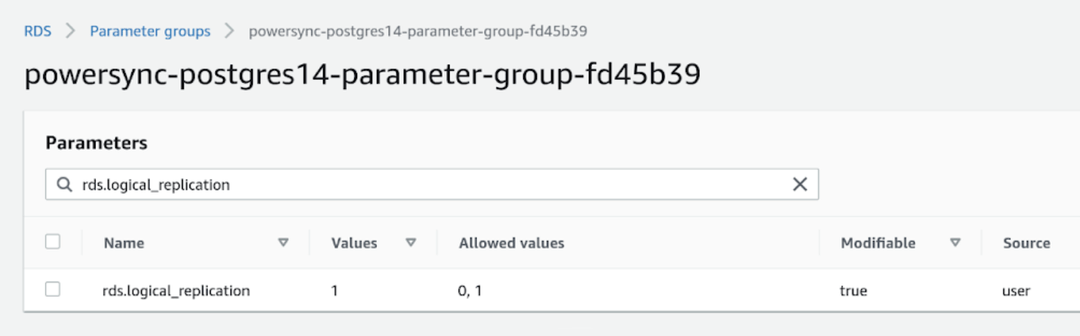 RDS > Parameter groups > powersync-postgres14-parameter-group-fd45b39
powersync-postgres14-parameter-group-fd45b39
Parameters
rds.logical_replication
Name Values Allowed values Modifiable Source
rds.logical_replication 1 0, 1 true user